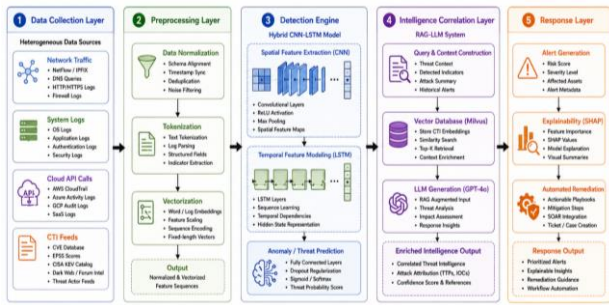 1 Data Collection Layer
Heterogeneous Data Sources
Network Traffic
• NetFlow / IPFIX
• DNS Queries
• HTTP/HTTPS Logs
• Firewall Logs
System Logs
• OS Logs
• Application Logs
• Authentication Logs
• Security Logs
Cloud API Calls
API
• AWS CloudTrail
• Azure Activity Logs
• GCP Audit Logs
• SaaS Logs
CTI Feeds
• CVE Database
• EPSS Scores
• CISA KEV Catalog
• Dark Web / Forum Intel
• Threat Actor Feeds
2 Preprocessing Layer
Data Normalization
• Schema Alignment
• Timestamp Sync
• Deduplication
• Noise Filtering
Tokenization
• Text Tokenization
• Log Parsing
• Structured Fields
• Indicator Extraction
Vectorization
• Word / Log Embeddings
• Feature Scaling
• Sequence Encoding
• Fixed-length Vectors
Output
Normalized & Vectorized
Feature Sequences
3 Detection Engine
Hybrid CNN-LSTM Model
Spatial Feature Extraction (CNN)
• Convolutional Layers
• ReLU Activation
• Max Pooling
• Spatial Feature Maps
Temporal Feature Modeling (LSTM)
• LSTM Layers
• Sequence Learning
• Temporal Dependencies
• Hidden State Representation
Anomaly / Threat Prediction
• Fully Connected Layers
• Dropout Regularization
• Sigmoid / Softmax
• Threat Probability Score
4 Intelligence Correlation Layer
RAG-LLM System
Query & Context Construction
• Threat Context
• Detected Indicators
• Attack Summary
• Historical Alerts
Vector Database (Milvus)
• Store CTI Embeddings
• Similarity Search
• Top-K Retrieval
• Context Enrichment
LLM Generation (GPT-4o)
• RAG Augmented Input
• Threat Analysis
• Impact Assessment
• Response Insights
Enriched Intelligence Output
• Correlated Threat Intelligence
• Attack Attribution (TTPs, IOCs)
• Confidence Score & References
5 Response Layer
Alert Generation
• Risk Score
• Severity Level
• Affected Assets
• Alert Metadata
Explainability (SHAP)
• Feature Importance
• SHAP Values
• Model Explanation
• Visual Summaries
Automated Remediation
• Actionable Playbooks
• Mitigation Steps
• SOAR Integration
• Ticket / Case Creation
Response Output
• Prioritized Alerts
• Explainable Insights
• Remediation Guidance
• Workflow Automation